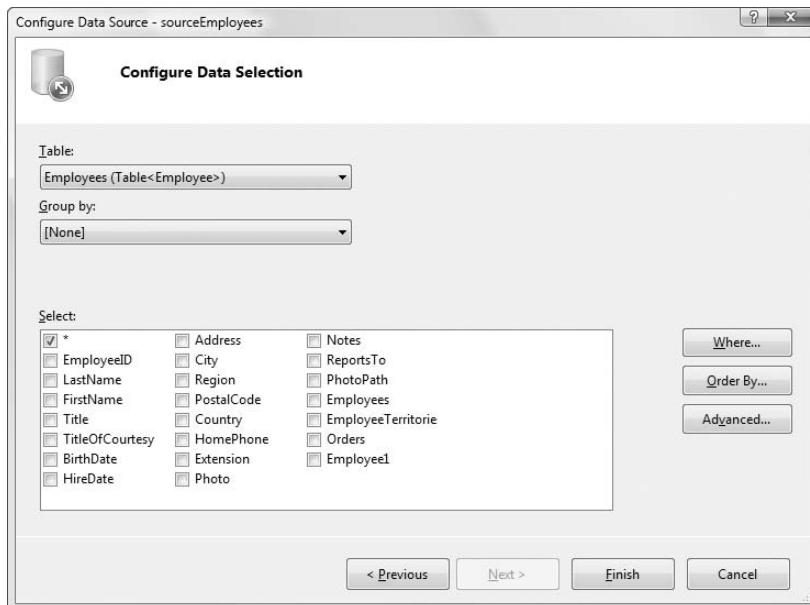 Configure Data Source - sourceEmployees
Configure Data Selection
Table:
Employees (Table<Employee>)
Group by:
[None]
Select:
*
EmployeeID
LastName
FirstName
Title
TitleOfCourtesy
BirthDate
HireDate
Address
City
Region
PostalCode
Country
HomePhone
Extension
Photo
Notes
ReportsTo
PhotoPath
Employees
EmployeeTerritorie
Orders
Employee1
Where...
Order By...
Advanced...
< Previous
Next >
Finish
Cancel